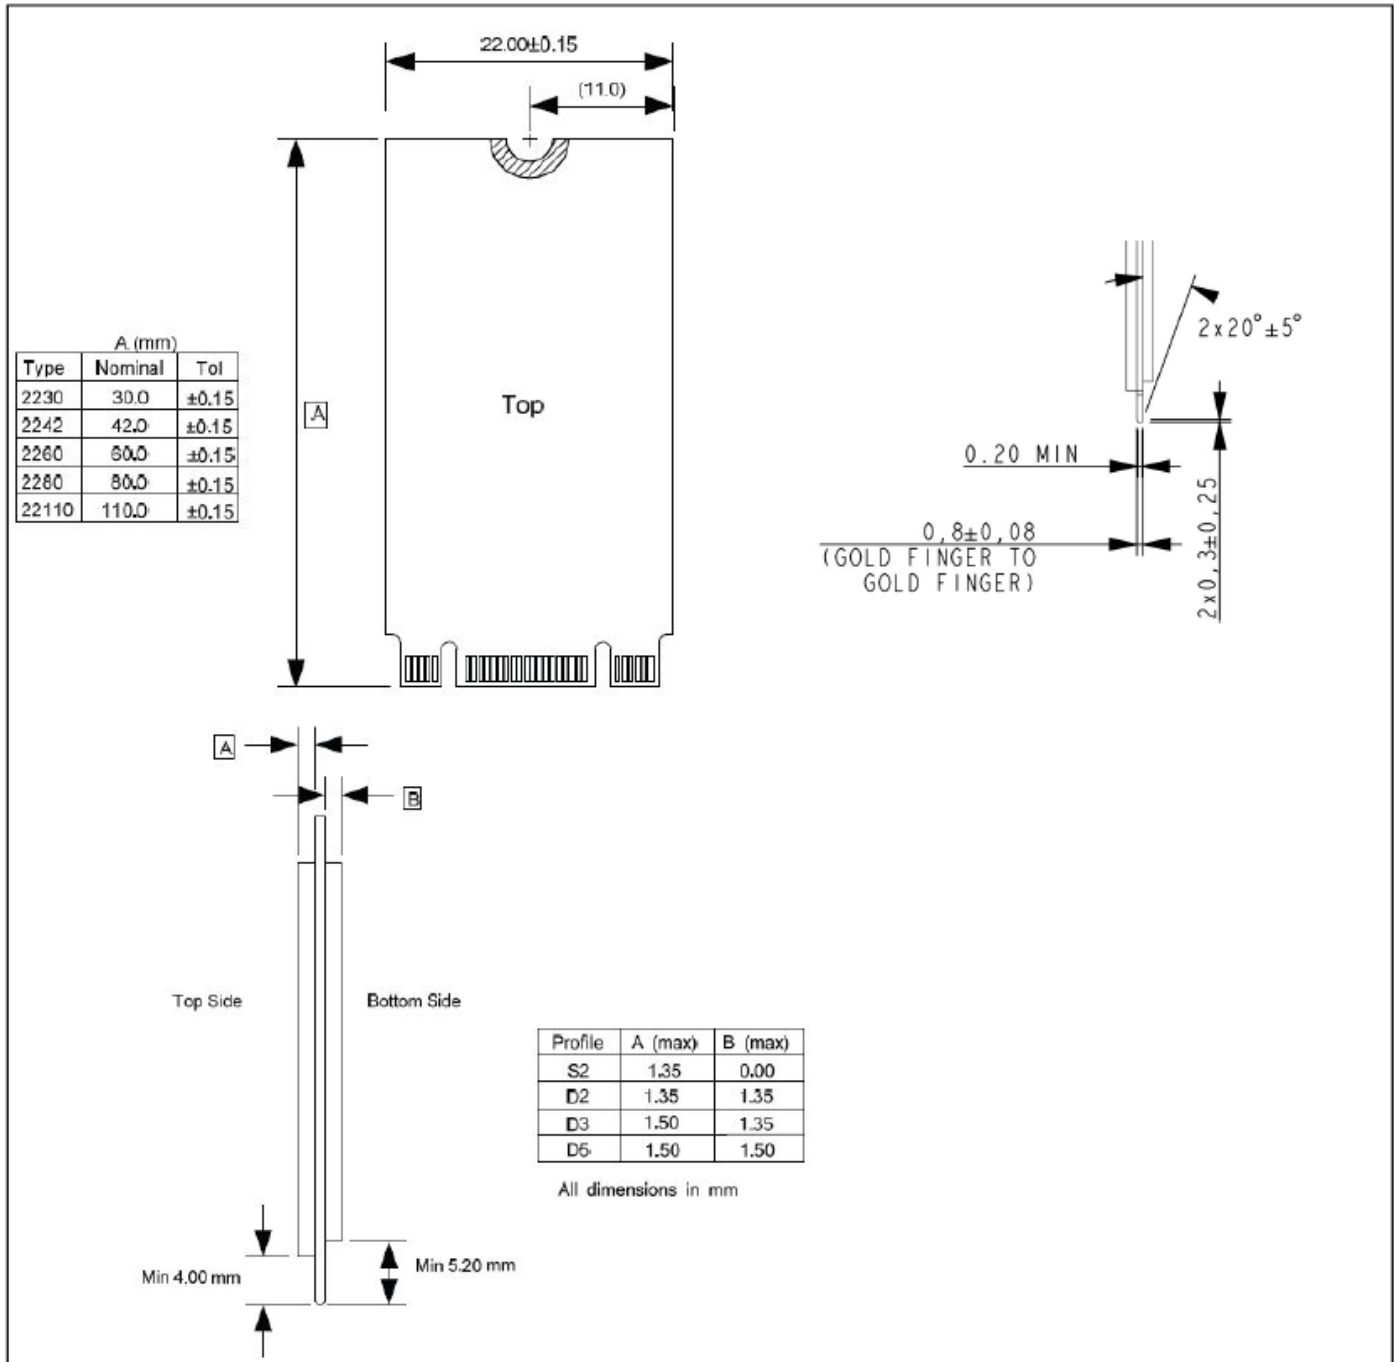 22.00±0.15
(11.0)
A (mm)
Type Nominal Tol
2230 30.0 ±0.15
2242 42.0 ±0.15
2260 60.0 ±0.15
2280 80.0 ±0.15
22110 110.0 ±0.15
A
Top
2x20°±5°
0.20 MIN
0,8±0,08
(GOLD FINGER TO
GOLD FINGER)
2x0,3±0,25
A
B
Top Side
Bottom Side
Profile A (max) B (max)
S2 1.35 0.00
D2 1.35 1.35
D3 1.50 1.35
D5 1.50 1.50
All dimensions in mm
Min 4.00 mm
Min 5.20 mm